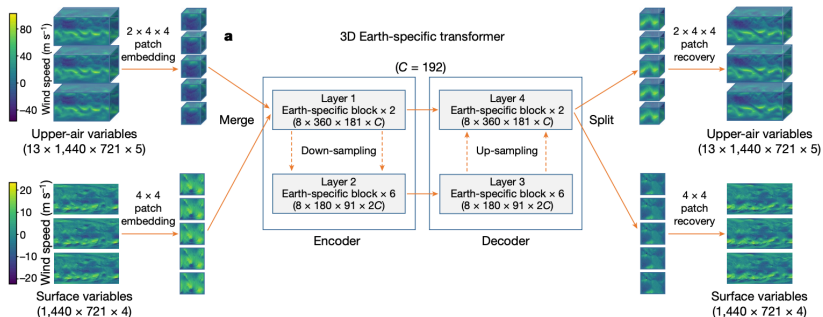 a
3D Earth-specific transformer
(C = 192)
80
40
0
−40
Wind speed (m s⁻¹)
2 × 4 × 4
patch
embedding
Upper-air variables
(13 × 1,440 × 721 × 5)
20
10
0
−10
−20
Wind speed (m s⁻¹)
4 × 4
patch
embedding
Surface variables
(1,440 × 721 × 4)
Merge
Layer 1
Earth-specific block × 2
(8 × 360 × 181 × C)
Down-sampling
Layer 2
Earth-specific block × 6
(8 × 180 × 91 × 2C)
Encoder
Layer 4
Earth-specific block × 2
(8 × 360 × 181 × C)
Up-sampling
Layer 3
Earth-specific block × 6
(8 × 180 × 91 × 2C)
Decoder
Split
2 × 4 × 4
patch
recovery
Upper-air variables
(13 × 1,440 × 721 × 5)
4 × 4
patch
recovery
Surface variables
(1,440 × 721 × 4)